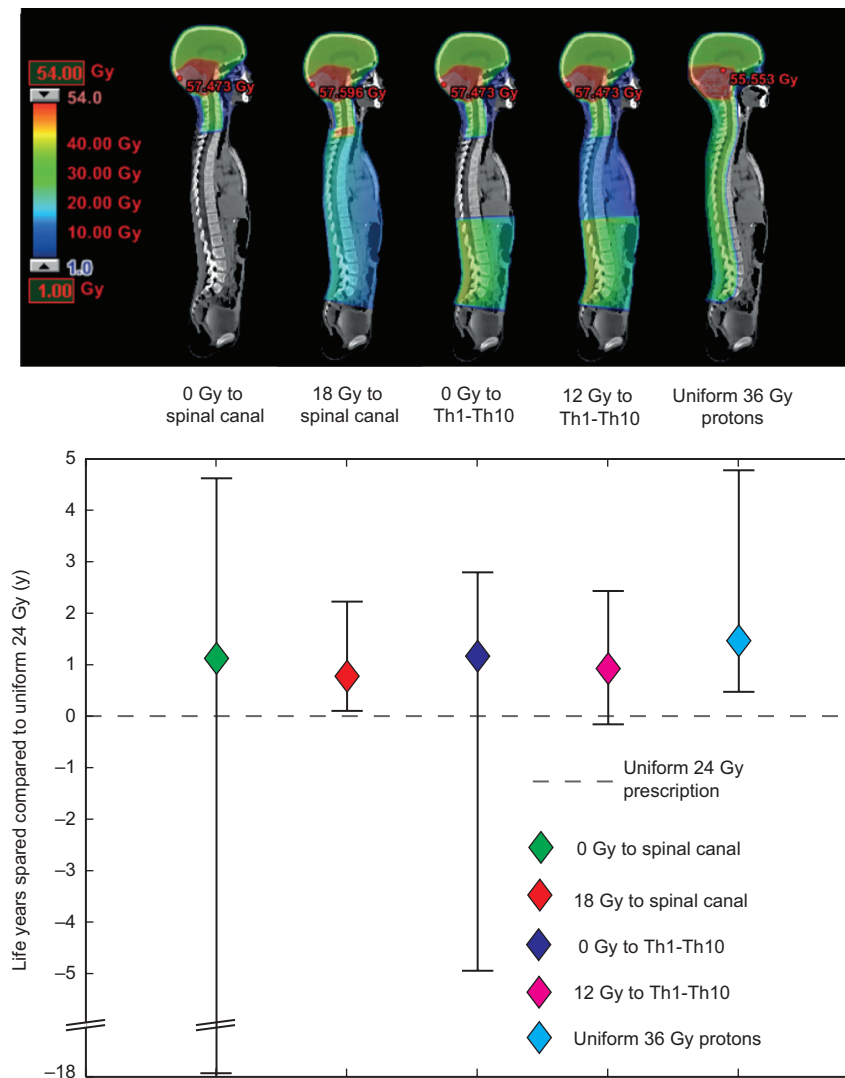 54.00 Gy
54.0
40.00 Gy
30.00 Gy
20.00 Gy
10.00 Gy
1.0
1.00 Gy
57.473 Gy
57.596 Gy
57.473 Gy
57.473 Gy
55.553 Gy
0 Gy to
spinal canal
18 Gy to
spinal canal
0 Gy to
Th1-Th10
12 Gy to
Th1-Th10
Uniform 36 Gy
protons
Life years spared compared to uniform 24 Gy (y)
5
4
3
2
1
0
–1
–2
–3
–4
–5
–18
Uniform 24 Gy
prescription
0 Gy to spinal canal
18 Gy to spinal canal
0 Gy to Th1-Th10
12 Gy to Th1-Th10
Uniform 36 Gy protons